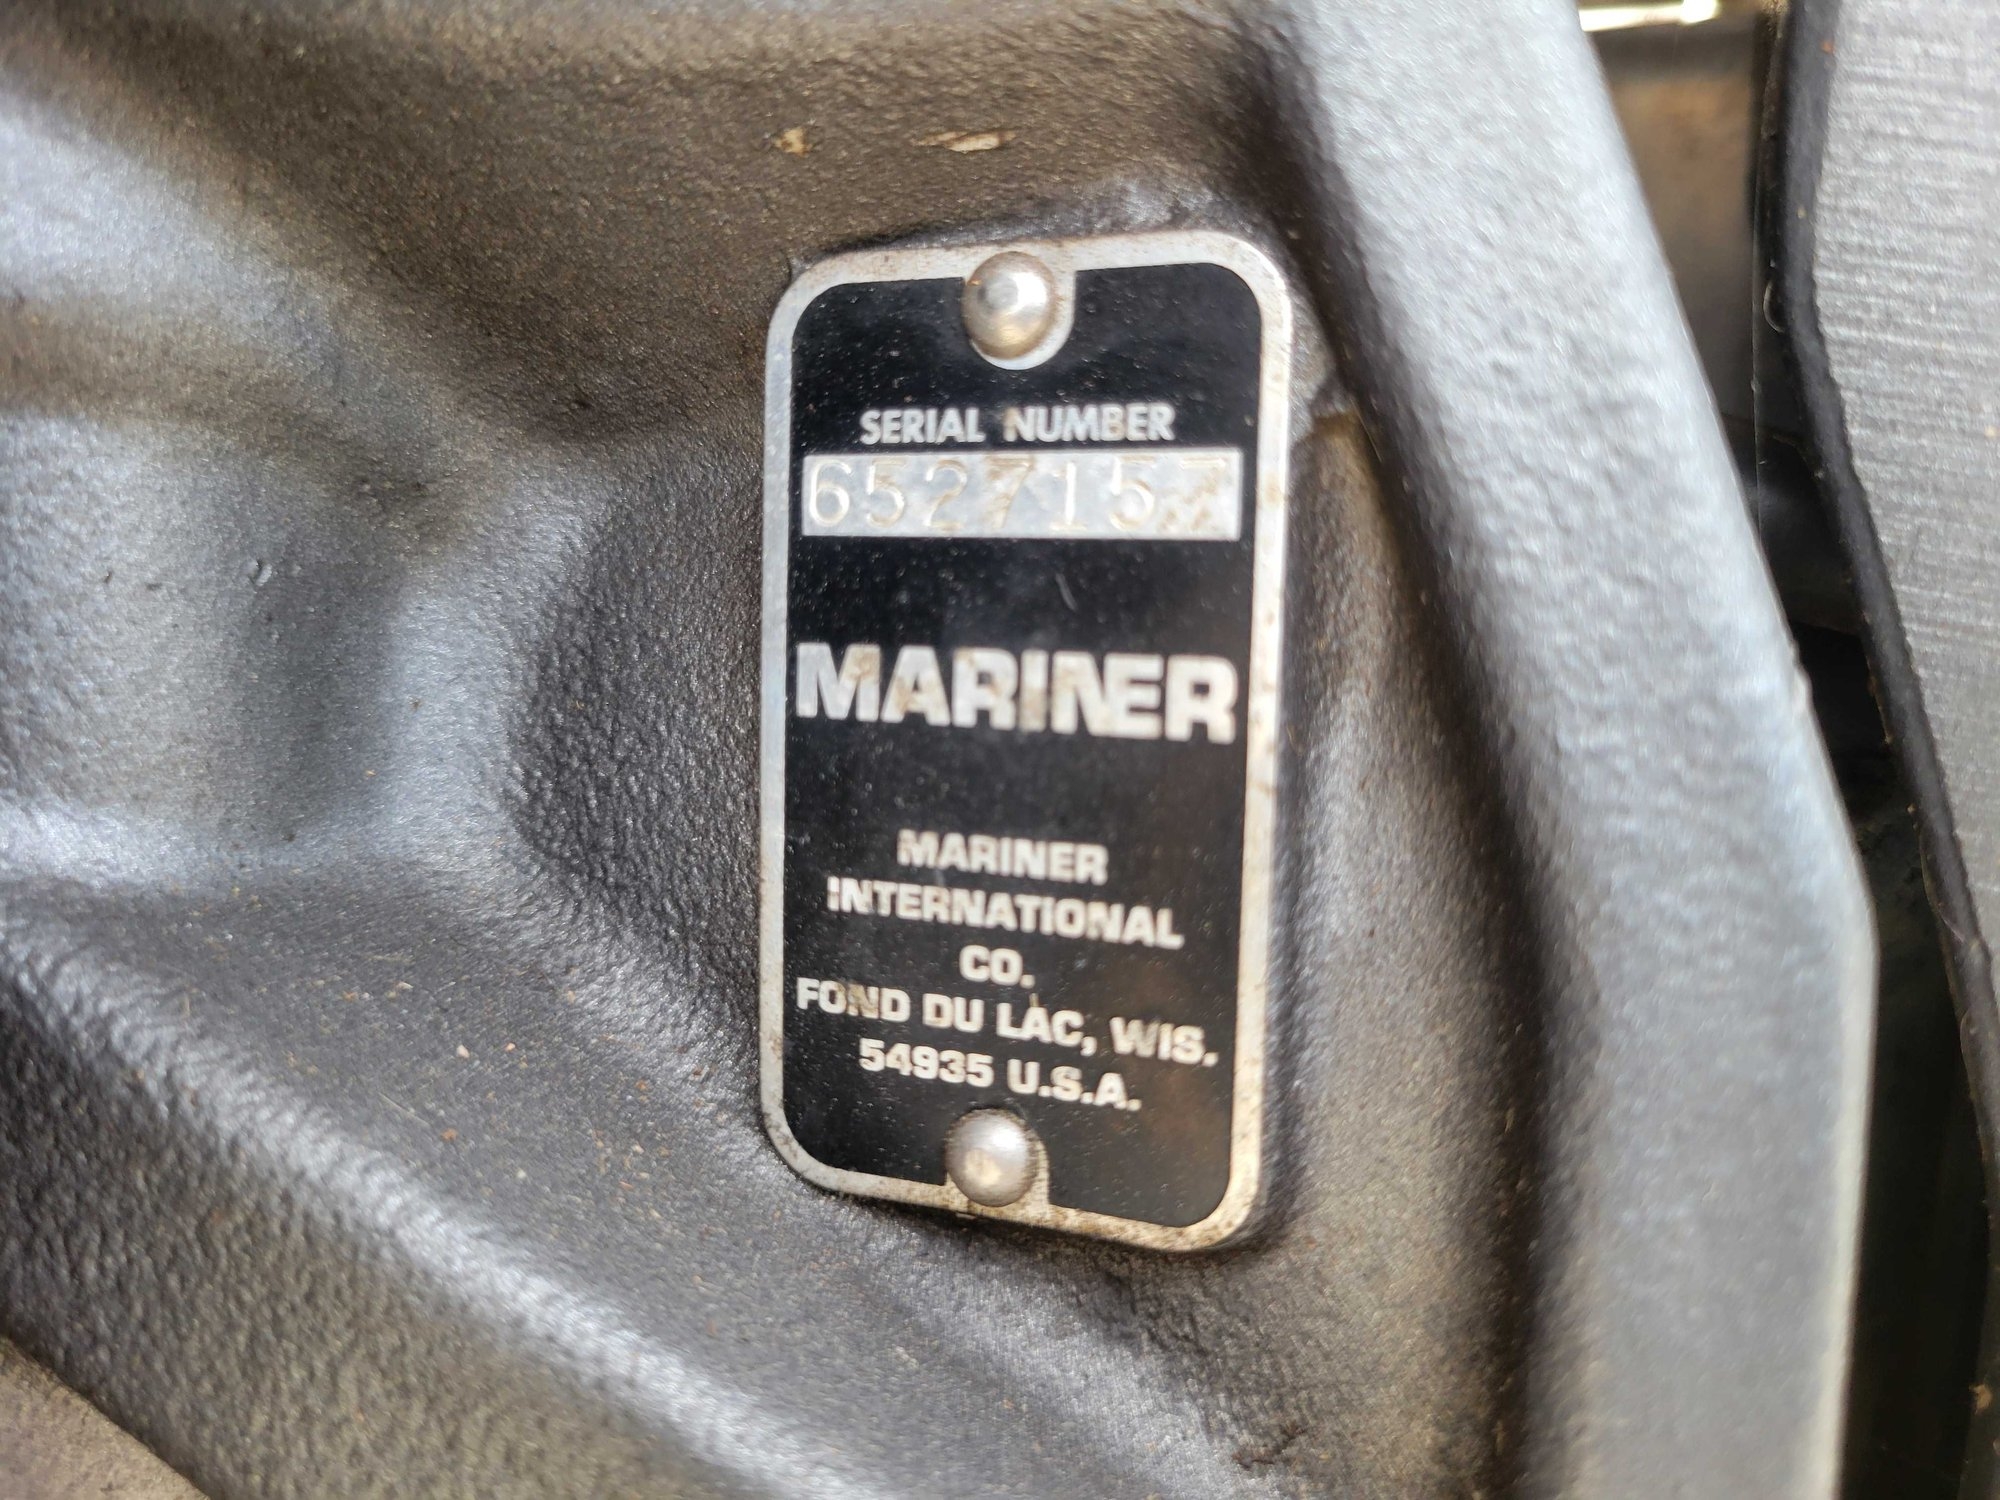 SERIAL NUMBER
6527157
MARINER
MARINER
INTERNATIONAL
CO.
FOND DU LAC, WIS.
54935 U.S.A.